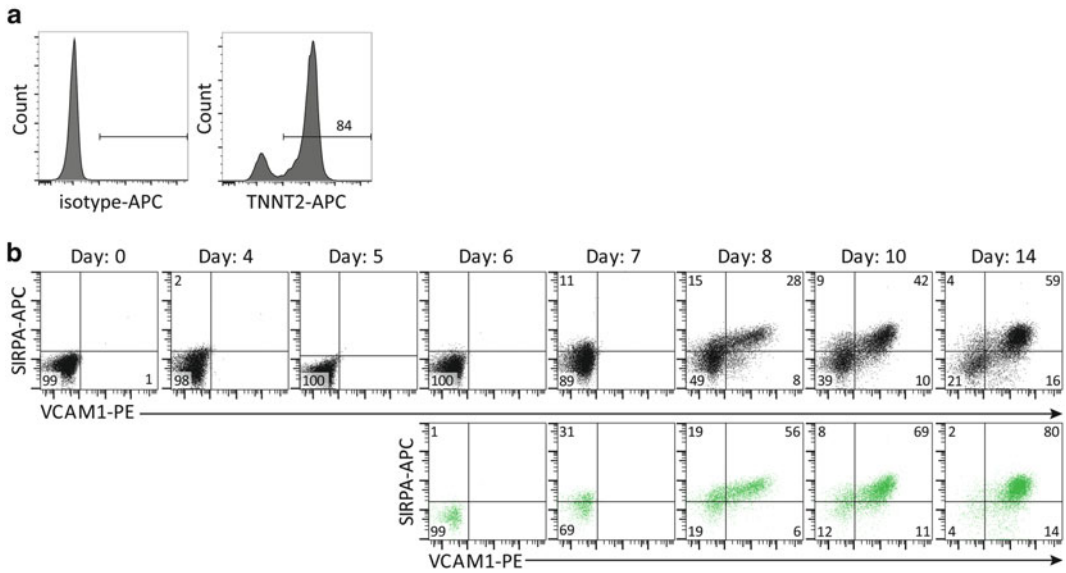 a
Count
isotype-APC
Count
84
TNNT2-APC
b
Day: 0 Day: 4 Day: 5 Day: 6 Day: 7 Day: 8 Day: 10 Day: 14
SIRPA-APC
2 11 15 28 9 42 4 59
99 1 98 100 100 89 49 8 39 10 21 16
VCAM1-PE
SIRPA-APC
1 31 19 56 8 69 2 80
99 69 19 6 12 11 4 14
VCAM1-PE